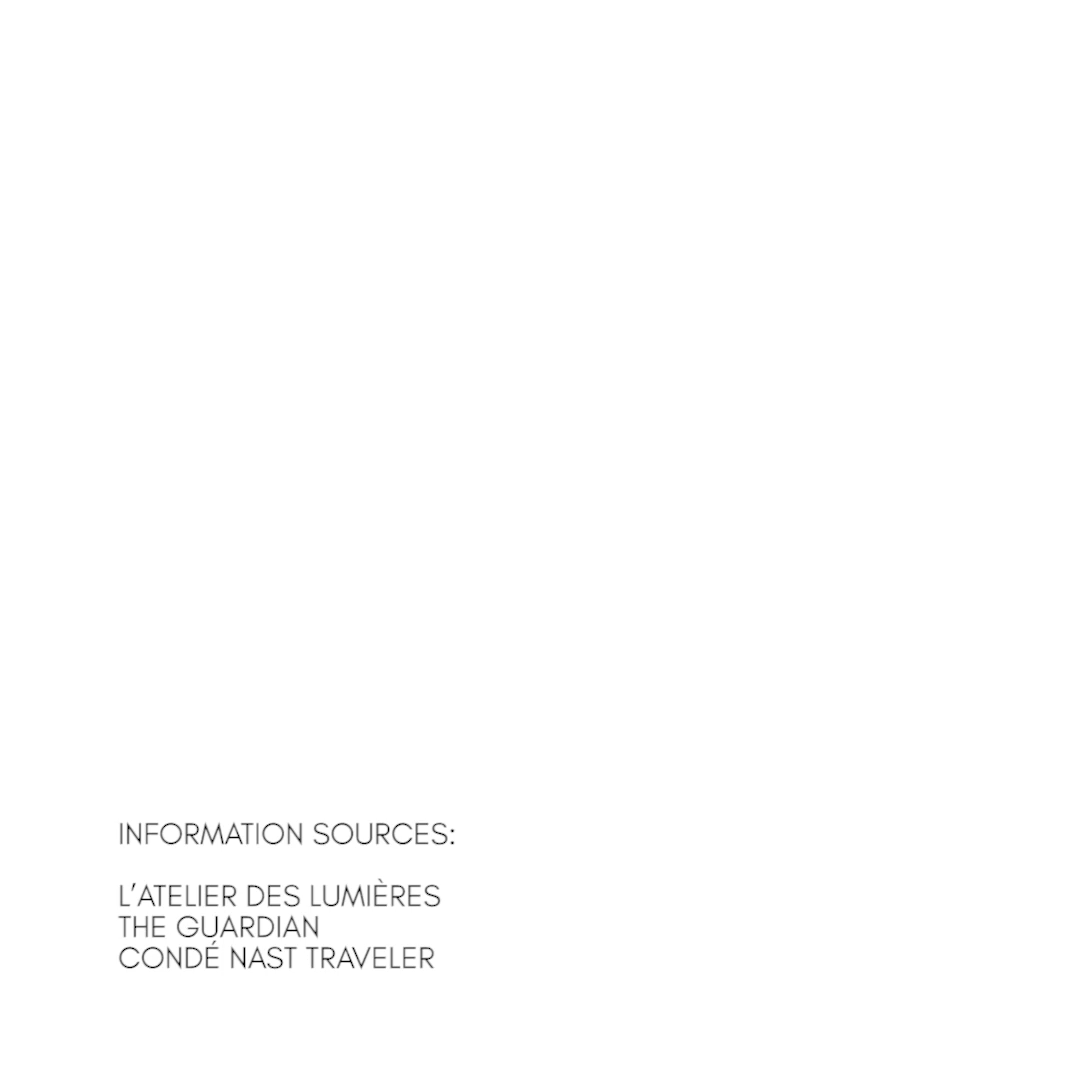 INFORMATION SOURCES:
L'ATELIER DES LUMIÈRES
THE GUARDIAN
CONDÉ NAST TRAVELER